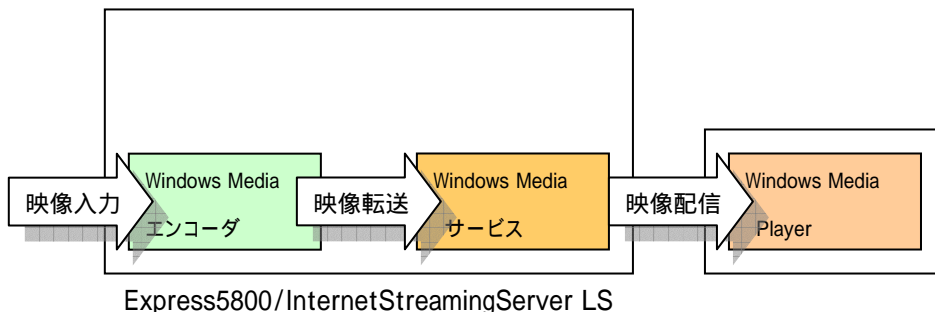 映像入力
Windows Media
エンコーダ
映像転送
Windows Media
サービス
映像配信
Windows Media
Player
Express5800/InternetStreamingServer LS